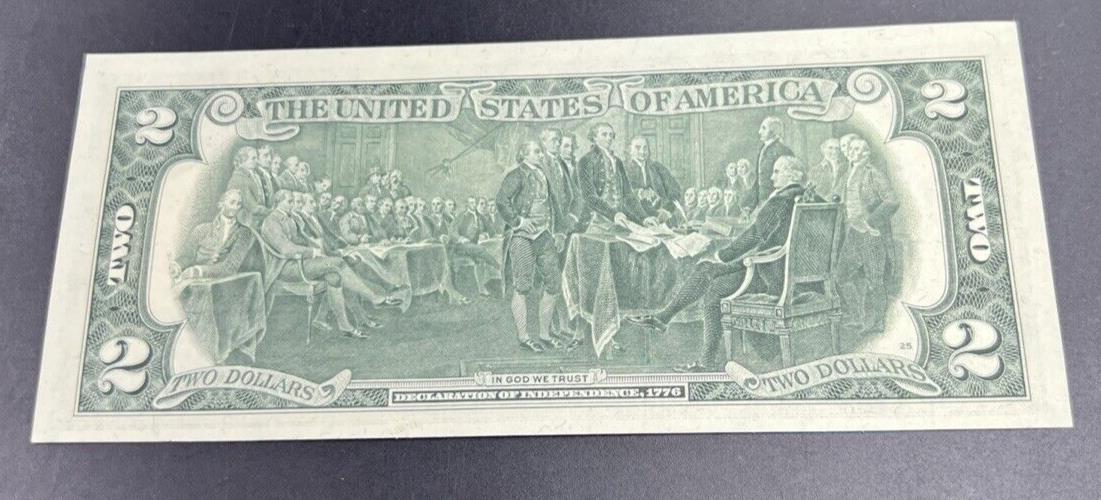 THE UNITED STATES OF AMERICA
2
2
TWO
TWO
25
2
2
TWO DOLLARS
TWO DOLLARS
IN GOD WE TRUST
DECLARATION OF INDEPENDENCE, 1776